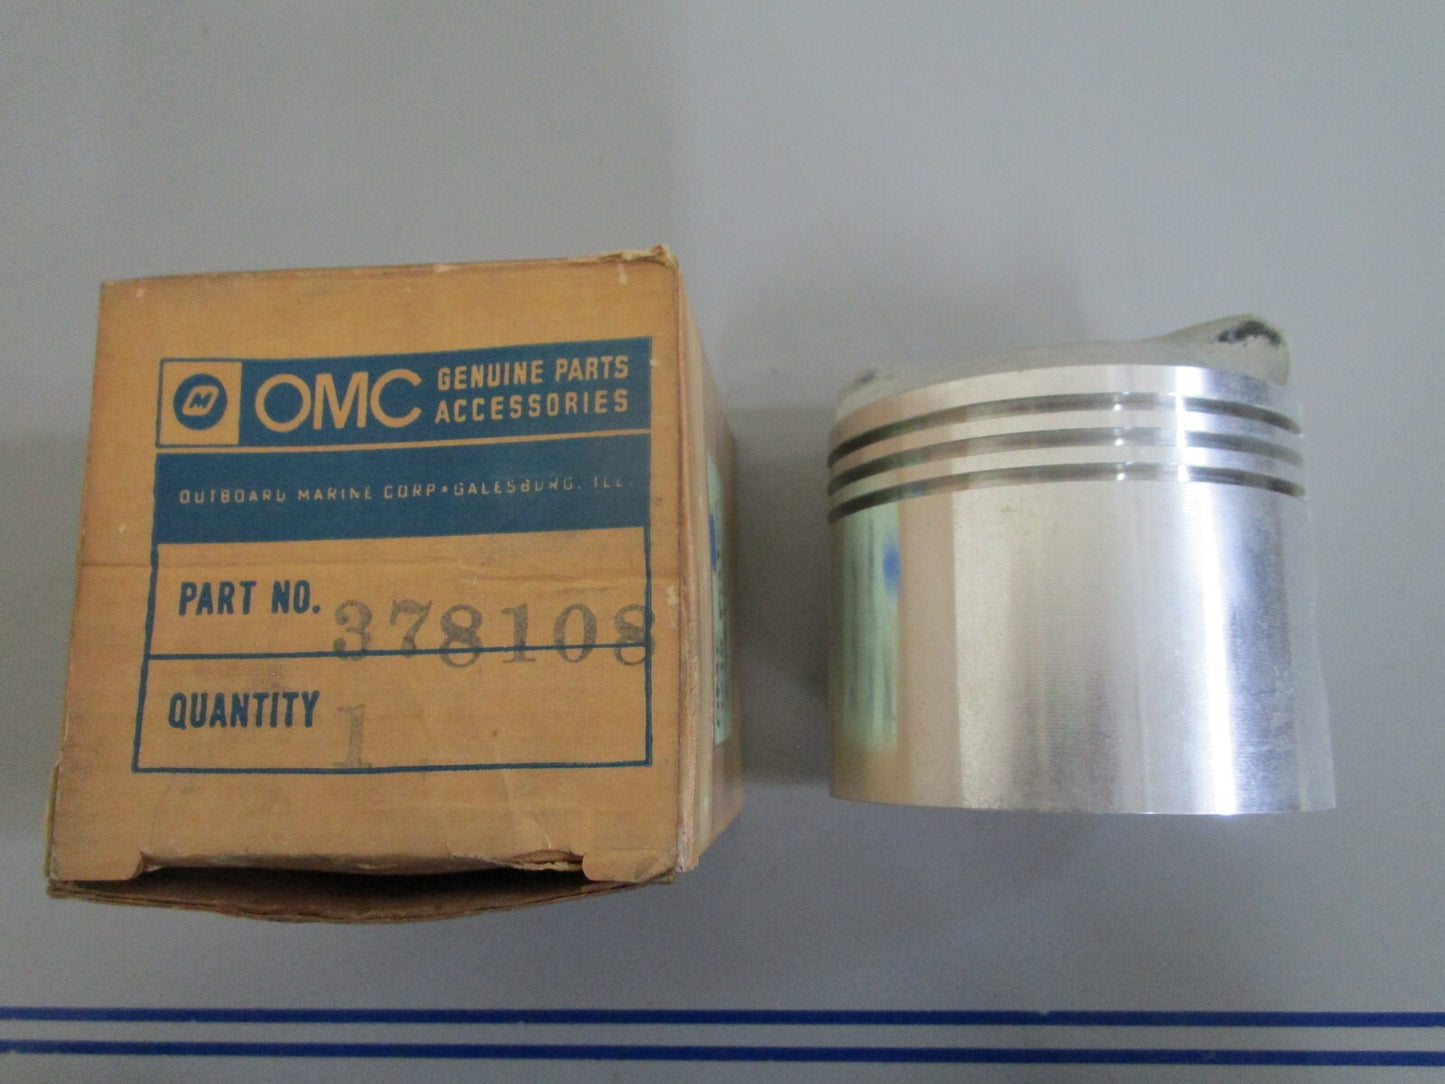 OMC GENUINE PARTS
ACCESSORIES
OUTBOARD MARINE CORP • GALESBURG, ILL.
PART NO. 378108
QUANTITY 1